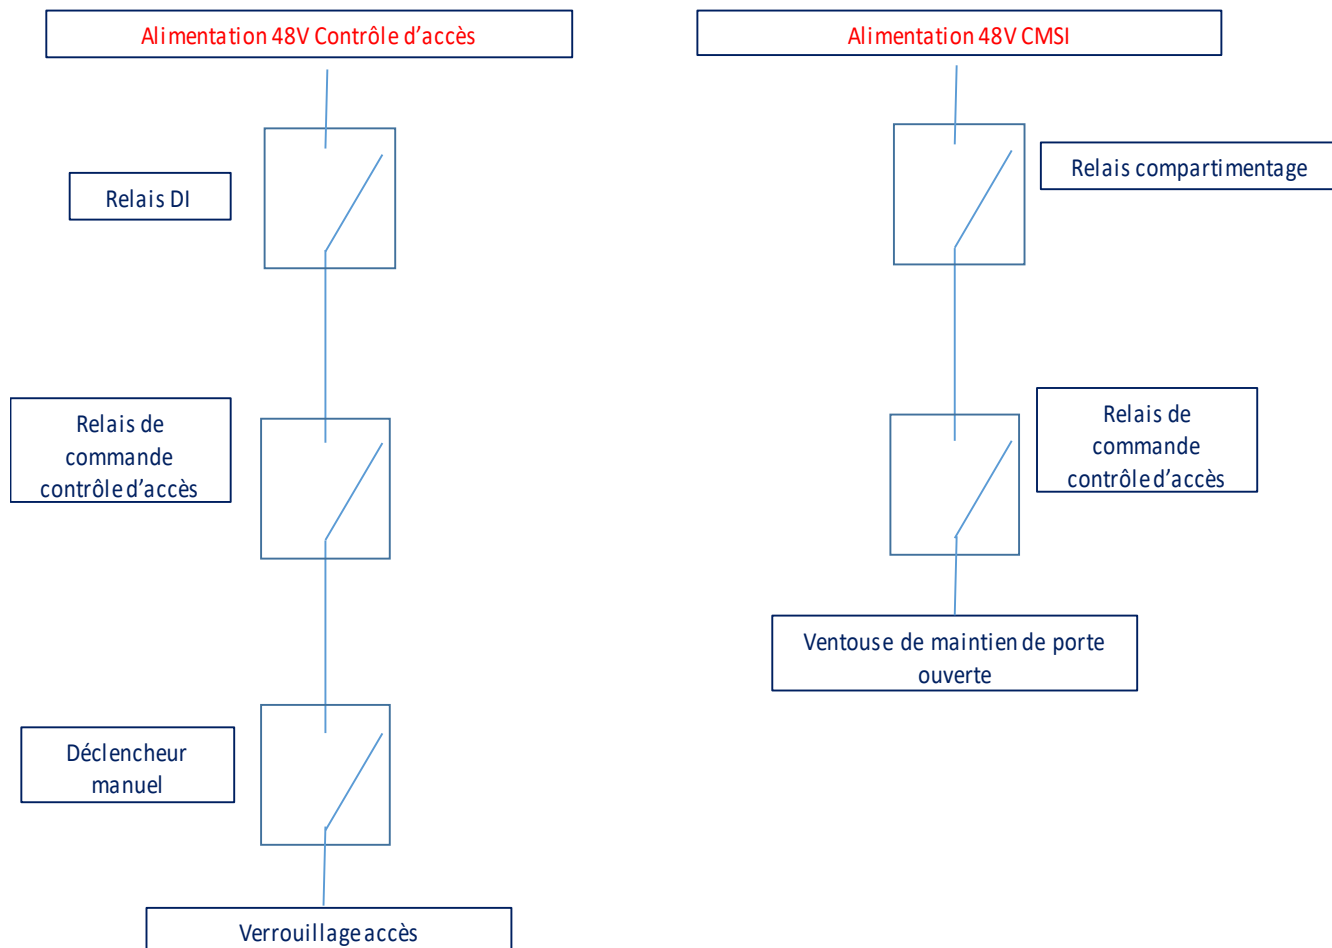 Alimentation 48V Contrôle d'accès
Alimentation 48V CMSI
Relais DI
Relais compartimentage
Relais de
commande
contrôle d'accès
Relais de
commande
contrôle d'accès
Ventouse de maintien de porte
ouverte
Déclencheur
manuel
Verrouillage accès